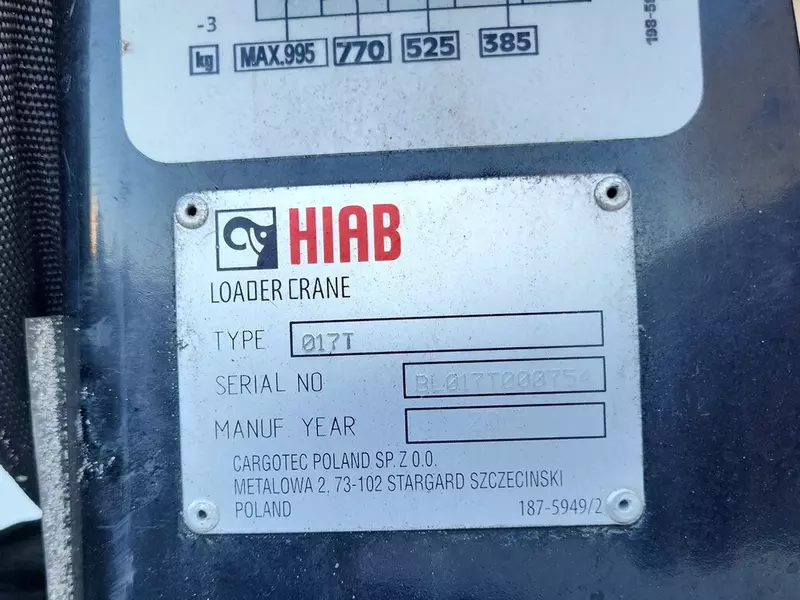 -3
kg MAX.995 770 525 385
HIAB
LOADER CRANE
TYPE 017T
SERIAL NO BL017T000754
MANUF YEAR
CARGOTEC POLAND SP. Z O.O.
METALOWA 2, 73-102 STARGARD SZCZECINSKI
POLAND 187-5949/2